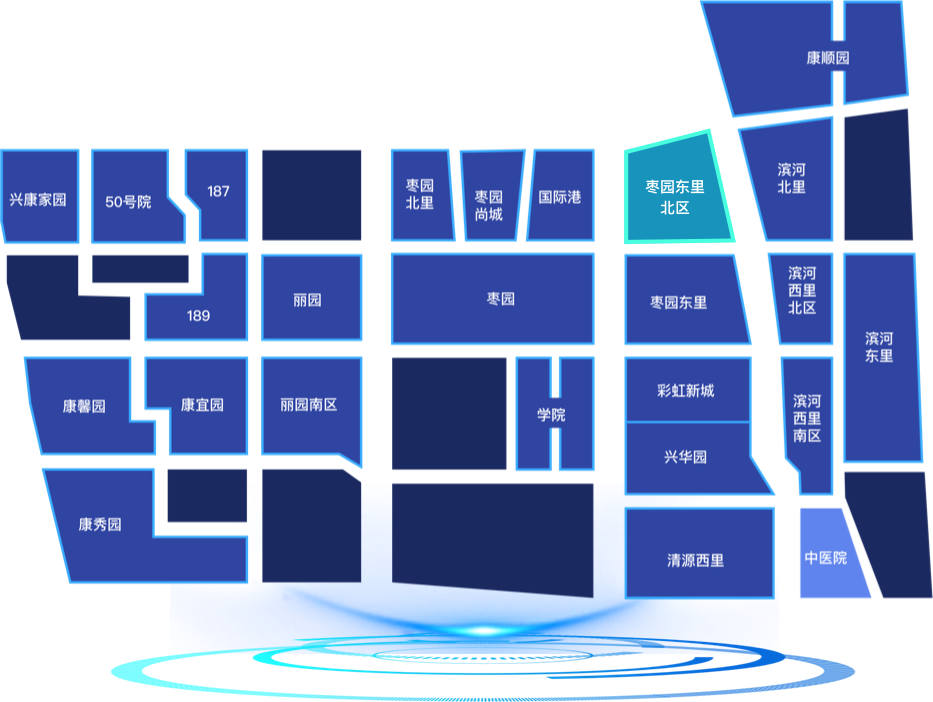 康顺园
兴康家园
50号院
187
枣园
北里
枣园
尚城
国际港
枣园东里
北区
滨河
北里
189
丽园
枣园
枣园东里
滨河
西里
北区
滨河
东里
康馨园
康宜园
丽园南区
学院
彩虹新城
兴华园
滨河
西里
南区
康秀园
清源西里
中医院